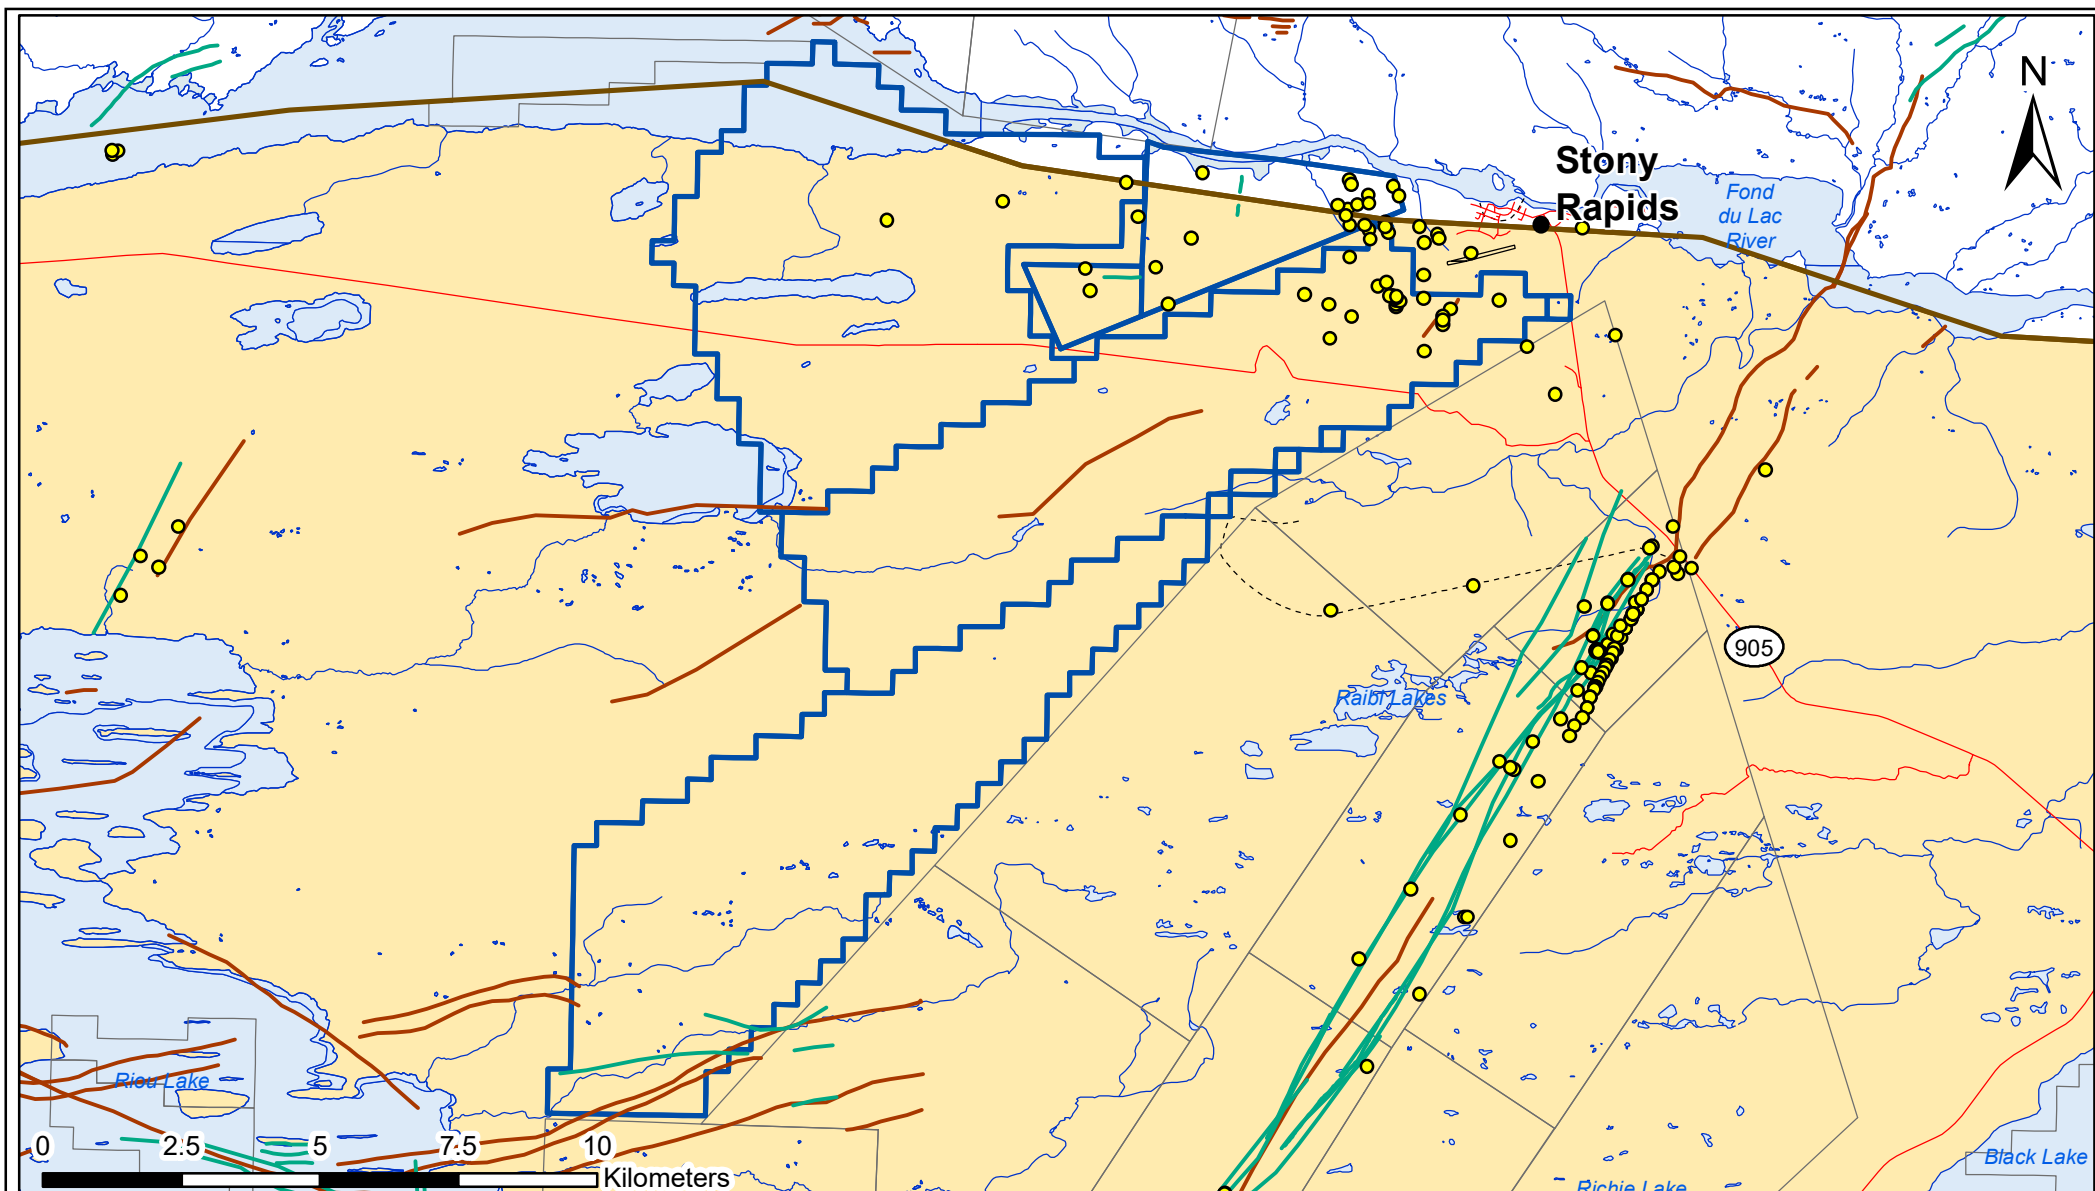 N
Stony
Rapids
Fond
du Lac
River
905
Raibl Lakes
Riou Lake
0 2.5 5 7.5 10
Kilometers
Black Lake
Richie Lake